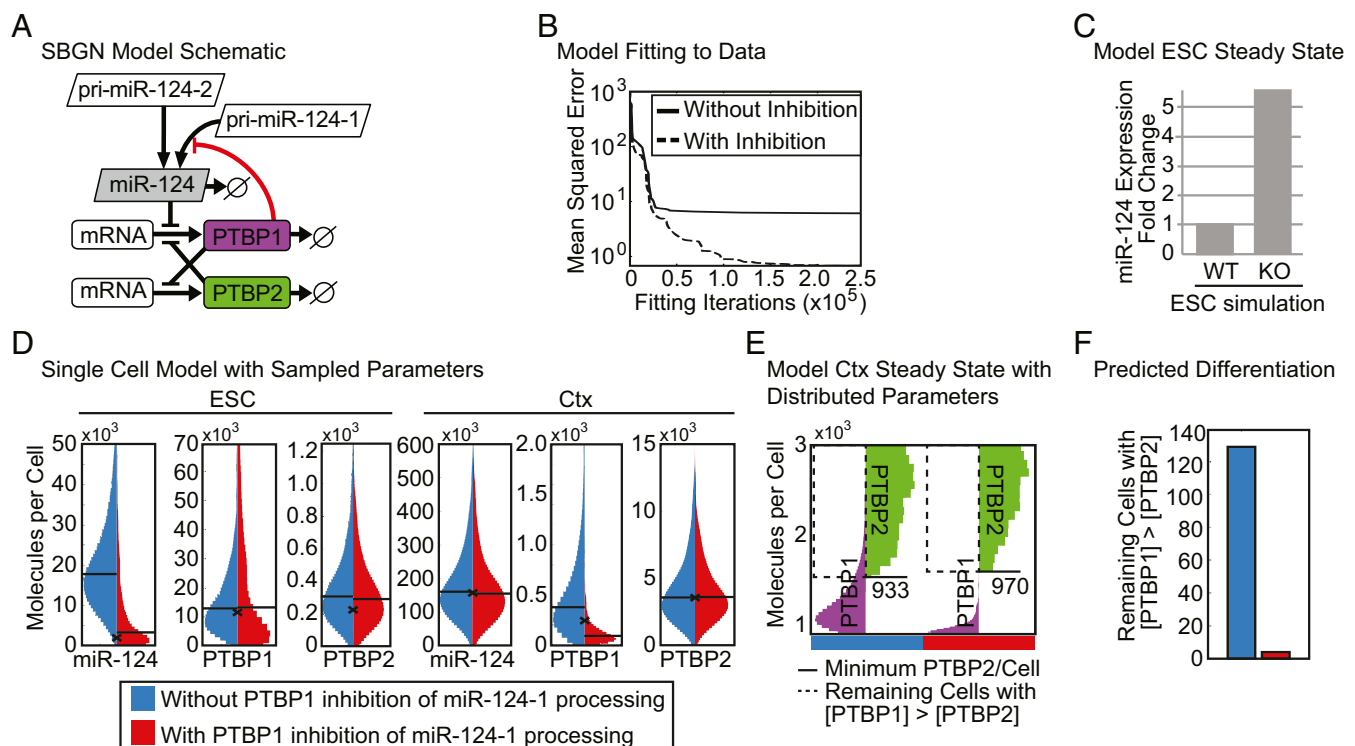 A
SBGN Model Schematic
pri-miR-124-2
pri-miR-124-1
miR-124
mRNA
PTBP1
mRNA
PTBP2
B
Model Fitting to Data
Mean Squared Error
10³
10²
10¹
10⁰
Without Inhibition
With Inhibition
0 0.5 1.0 1.5 2.0 2.5
Fitting Iterations (x10⁵)
C
Model ESC Steady State
miR-124 Expression
Fold Change
5
4
3
2
1
0
WT KO
ESC simulation
D
Single Cell Model with Sampled Parameters
ESC
Ctx
Molecules per Cell
x10³
50
40
30
20
10
0
miR-124
x10³
70
60
50
40
30
20
10
0
PTBP1
x10³
1.2
1.0
0.8
0.6
0.4
0.2
0
PTBP2
x10³
600
500
400
300
200
100
0
miR-124
x10³
2.0
1.6
1.2
0.8
0.4
0
PTBP1
x10³
15
10
5
0
PTBP2
Without PTBP1 inhibition of miR-124-1 processing
With PTBP1 inhibition of miR-124-1 processing
E
Model Ctx Steady State with
Distributed Parameters
x10³
Molecules per Cell
3
2
1
PTBP1
PTBP2
933
PTBP1
PTBP2
970
Minimum PTBP2/Cell
Remaining Cells with
[PTBP1] > [PTBP2]
F
Predicted Differentiation
Remaining Cells with
[PTBP1] > [PTBP2]
140
120
100
80
60
40
20
0